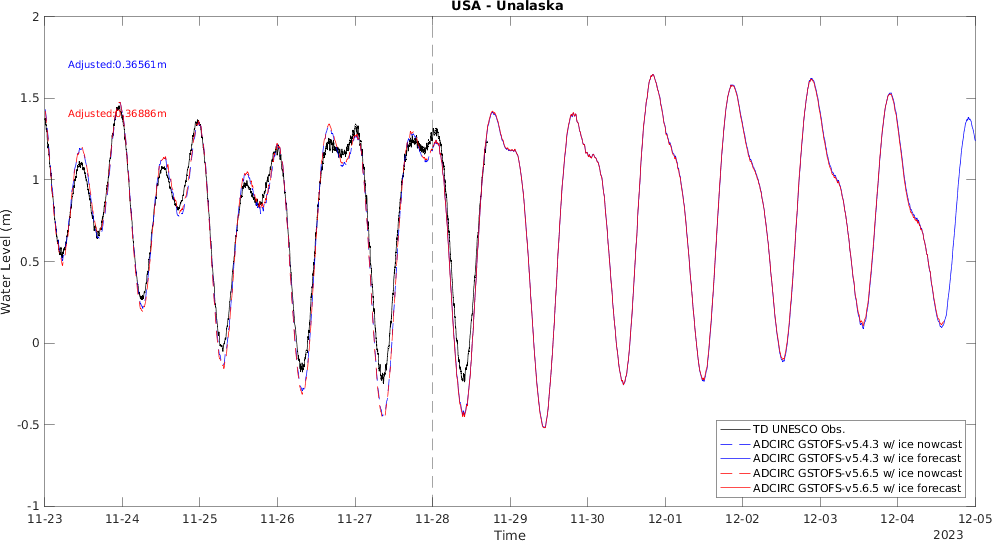 USA - Unalaska
2
Adjusted:0.36561m
1.5
Adjusted:0.36886m
1
0.5
0
-0.5
-1
Water Level (m)
TD UNESCO Obs.
ADCIRC GSTOFS-v5.4.3 w/ ice nowcast
ADCIRC GSTOFS-v5.4.3 w/ ice forecast
ADCIRC GSTOFS-v5.6.5 w/ ice nowcast
ADCIRC GSTOFS-v5.6.5 w/ ice forecast
11-23 11-24 11-25 11-26 11-27 11-28 11-29 11-30 12-01 12-02 12-03 12-04 12-05
Time
2023